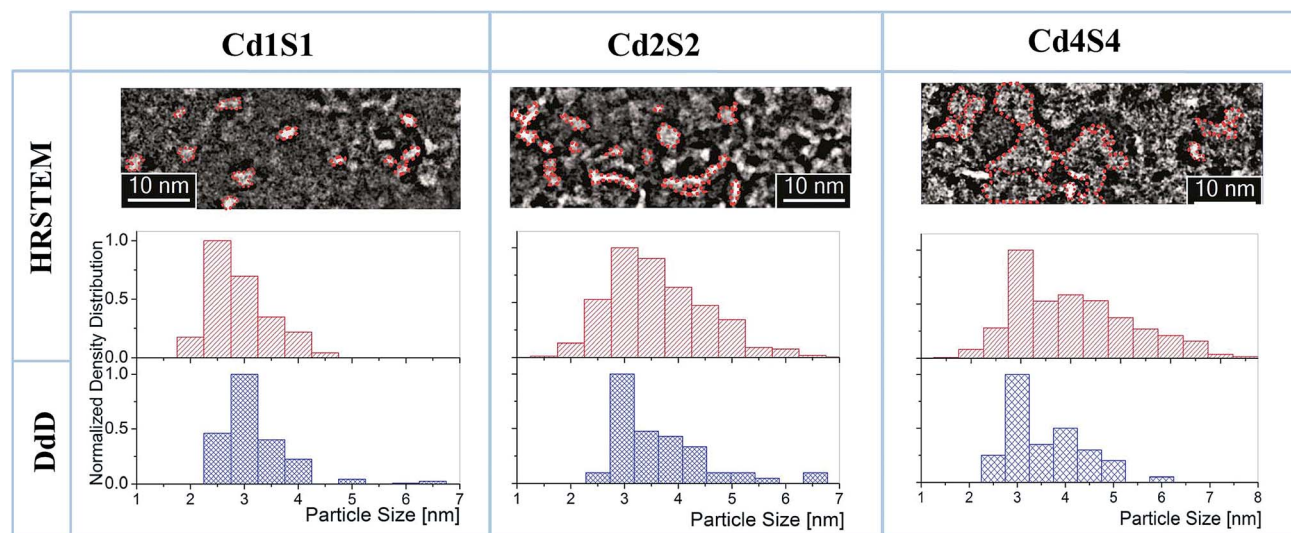 Cd1S1
Cd2S2
Cd4S4
HRSTEM
10 nm
10 nm
10 nm
Normalized Density Distribution
1.0
0.5
0.0
DdD
1.0
0.5
0.0
1 2 3 4 5 6 7
Particle Size [nm]
1 2 3 4 5 6 7
Particle Size [nm]
1 2 3 4 5 6 7 8
Particle Size [nm]